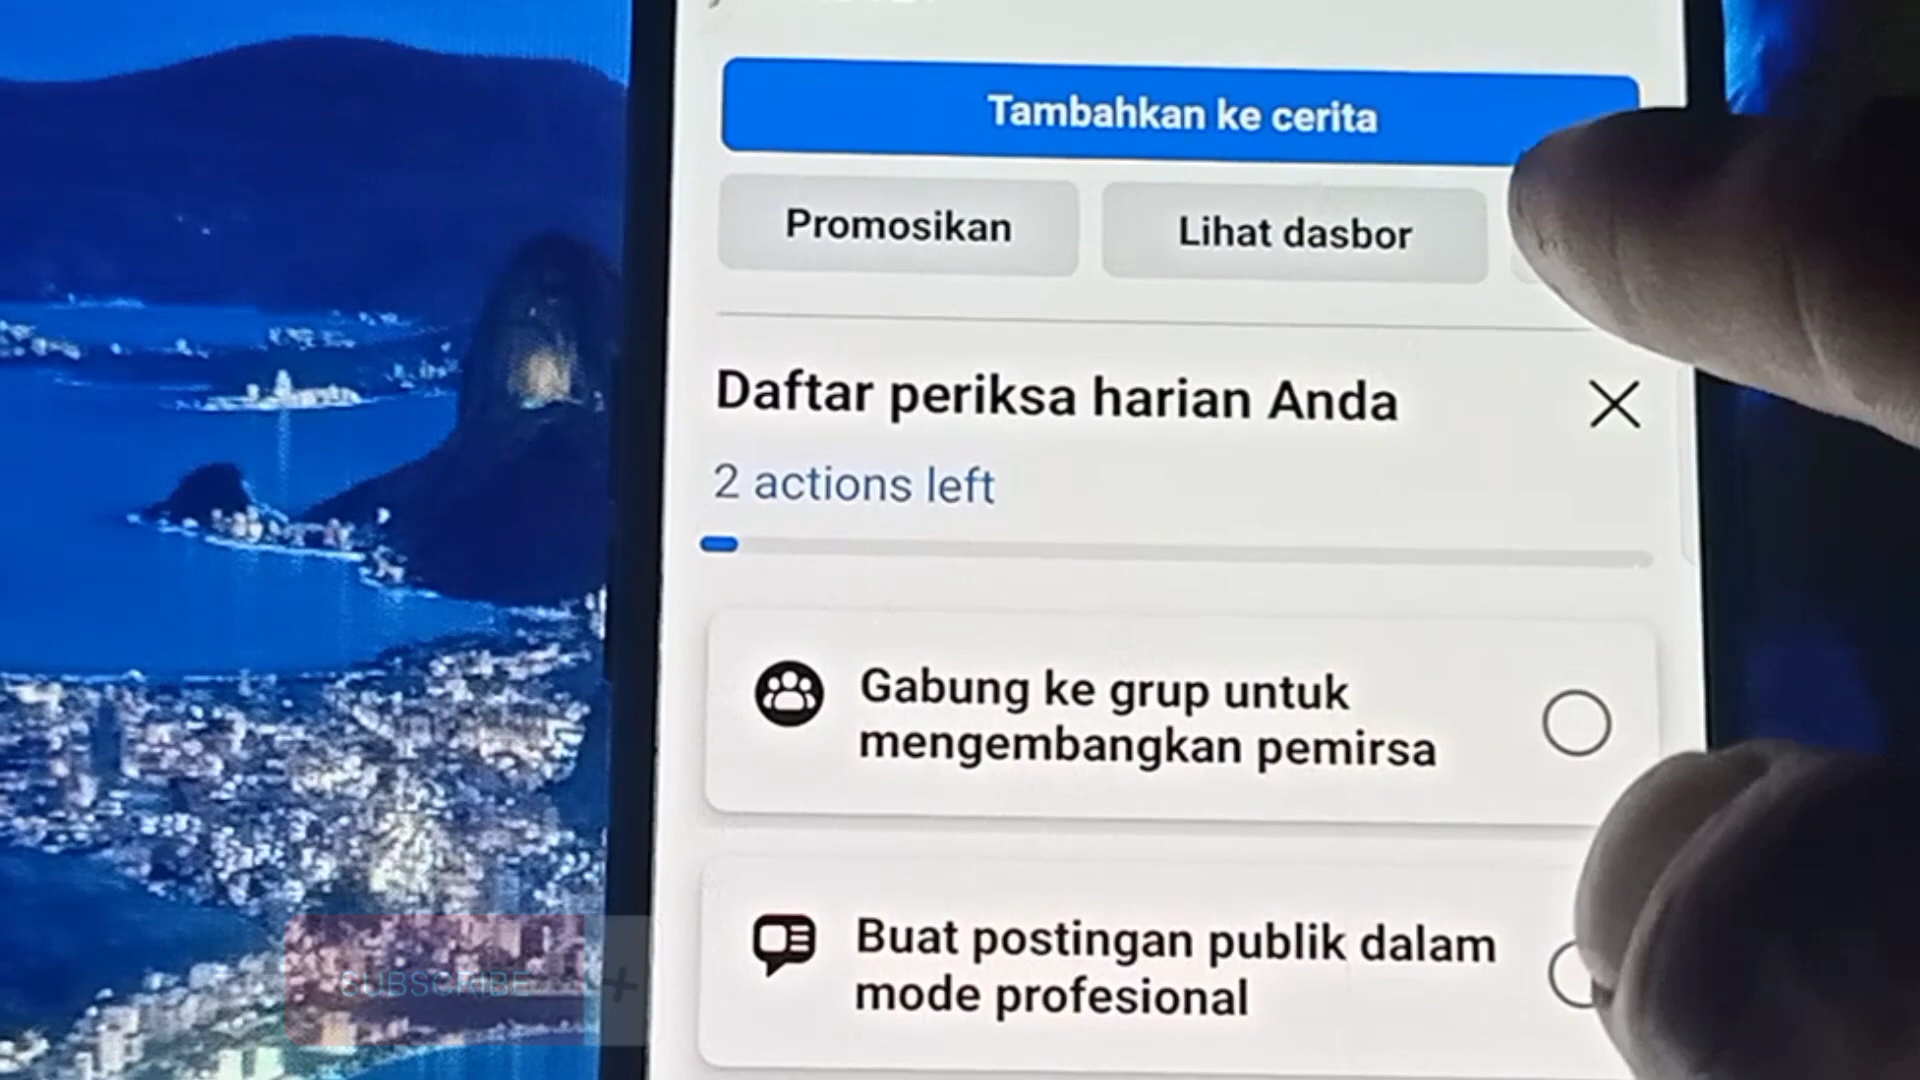 Tambahkan ke cerita
Promosikan
Lihat dasbor
Daftar periksa harian Anda
2 actions left
Gabung ke grup untuk
mengembangkan pemirsa
Buat postingan publik dalam
mode profesional
SUBSCRIBE